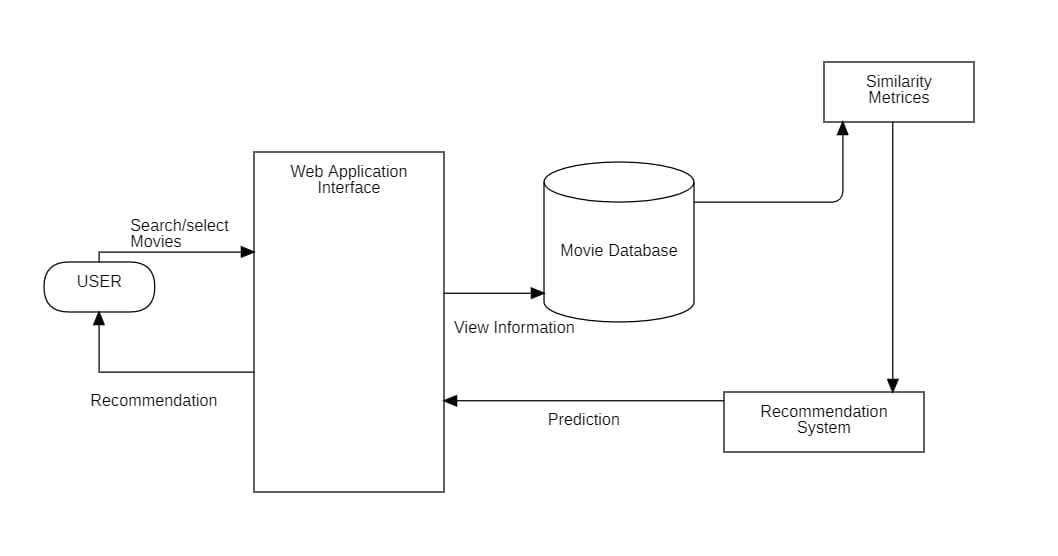 Similarity
Metrices
Web Application
Interface
Search/select
Movies
USER
Movie Database
View Information
Recommendation
Prediction
Recommendation
System